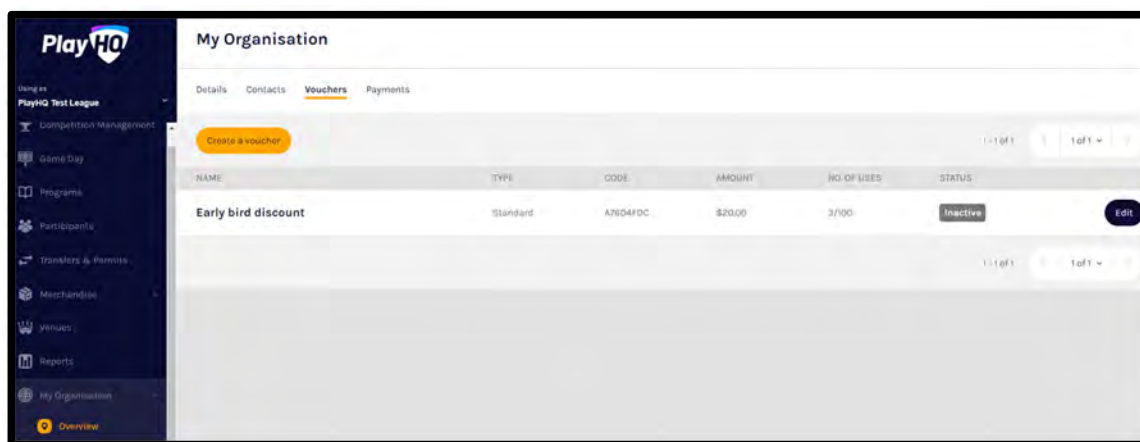 PlayHQ
My Organisation
Using as
PlayHQ Test League
Details Contacts Vouchers Payments
Competition Management
Game Day
Programs
Participants
Transfers & Permits
Merchandise
Venues
Reports
My Organisation
Overview
Create a voucher
1-1 of 1
1 of 1
NAME TYPE CODE AMOUNT NO. OF USES STATUS
Early bird discount Standard $20.00 3/100 Inactive Edit
1-1 of 1
1 of 1